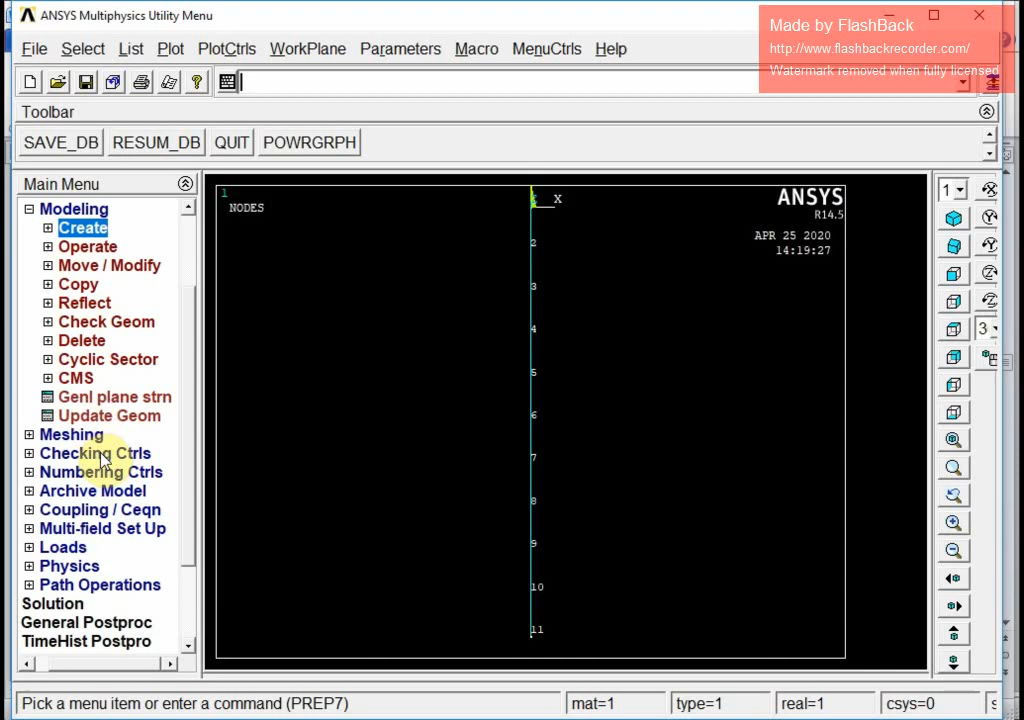 ANSYS Multiphysics Utility Menu
Made by FlashBack
http://www.flashbackrecorder.com/
Watermark removed when fully licensed
File Select List Plot PlotCtrls WorkPlane Parameters Macro MenuCtrls Help
Toolbar
SAVE_DB RESUM_DB QUIT POWRGRPH
Main Menu
Modeling
Create
Operate
Move / Modify
Copy
Reflect
Check Geom
Delete
Cyclic Sector
CMS
Genl plane strn
Update Geom
Meshing
Checking Ctrls
Numbering Ctrls
Archive Model
Coupling / Ceqn
Multi-field Set Up
Loads
Physics
Path Operations
Solution
General Postproc
TimeHist Postpro
1
NODES
X
ANSYS
R14.5
APR 25 2020
14:19:27
2
3
4
5
6
7
8
9
10
11
1
3
Pick a menu item or enter a command (PREP7)
mat=1
type=1
real=1
csys=0